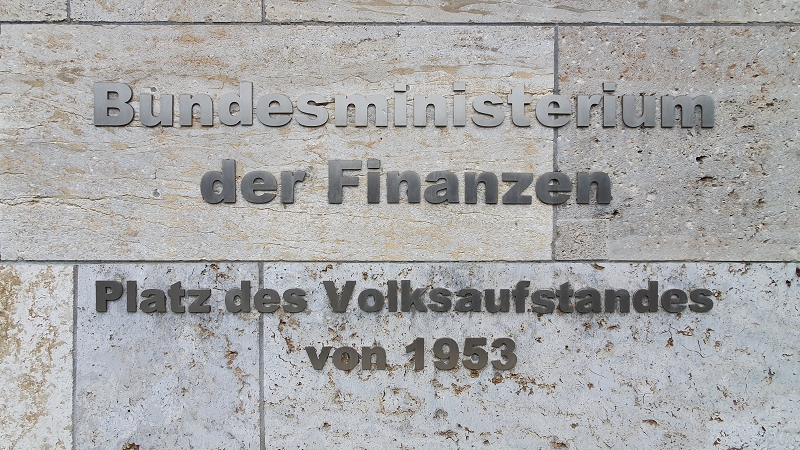 Bundesministerium
der Finanzen
Platz des Volksaufstandes
von 1953